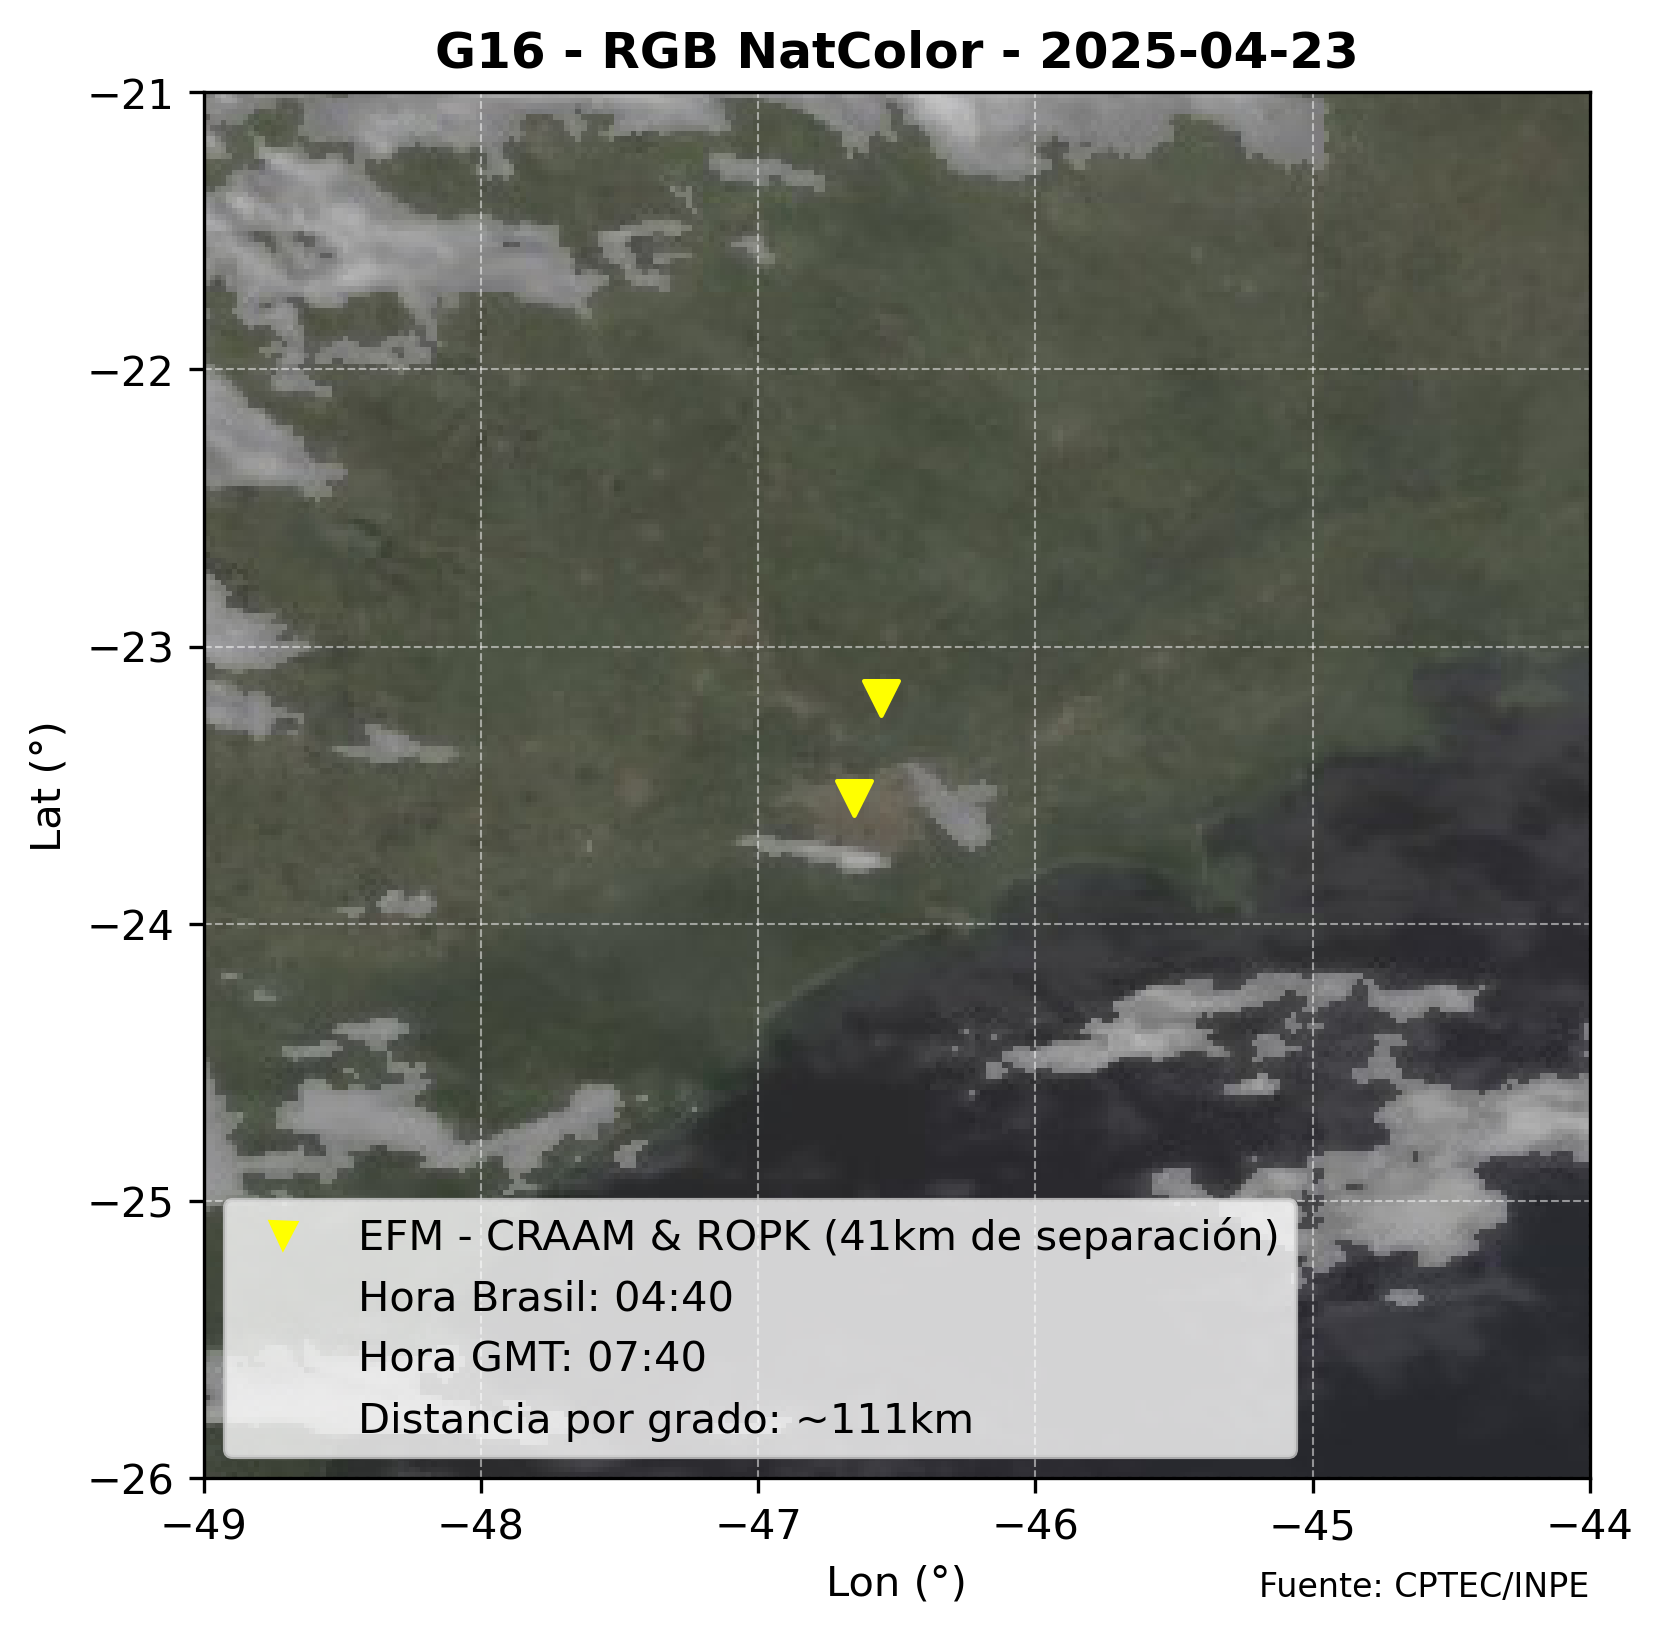 G16 - RGB NatColor - 2025-04-23
−21
−22
−23
−24
−25
−26
Lat (°)
EFM - CRAAM & ROPK (41km de separación)
Hora Brasil: 04:40
Hora GMT: 07:40
Distancia por grado: ~111km
−49 −48 −47 −46 −45 −44
Lon (°)
Fuente: CPTEC/INPE